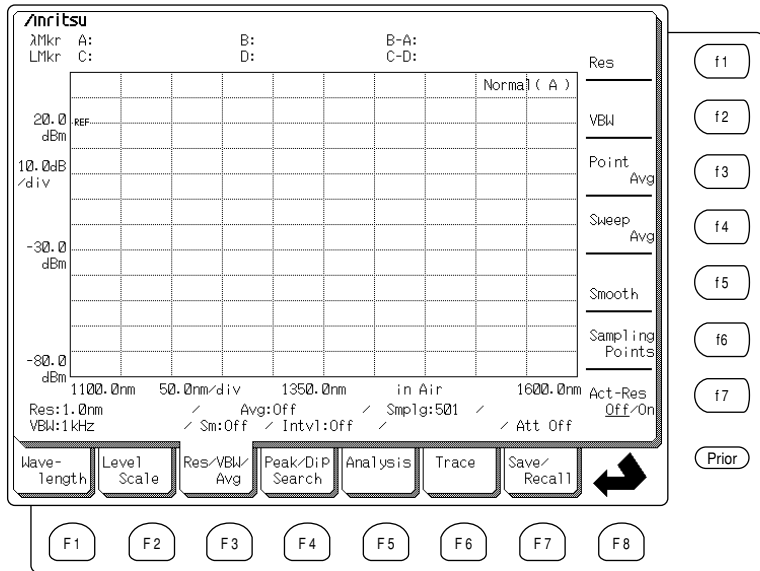 Anritsu
λMkr A: B: B-A:
LMkr C: D: C-D:
Normal( A )
20.0
dBm
REF
10.0dB
/div
-30.0
dBm
-80.0
dBm
1100.0nm 50.0nm/div 1350.0nm in Air 1600.0nm
Res:1.0nm / Avg:Off / Smplg:501 /
VBW:1kHz / Sm:Off / Intvl:Off / / Att Off
Res
VBW
Point
Avg
Sweep
Avg
Smooth
Sampling
Points
Act-Res
Off/On
f1
f2
f3
f4
f5
f6
f7
Prior
Wave-
length
Level
Scale
Res/VBW/
Avg
Peak/Dip
Search
Analysis
Trace
Save/
Recall
F1 F2 F3 F4 F5 F6 F7 F8